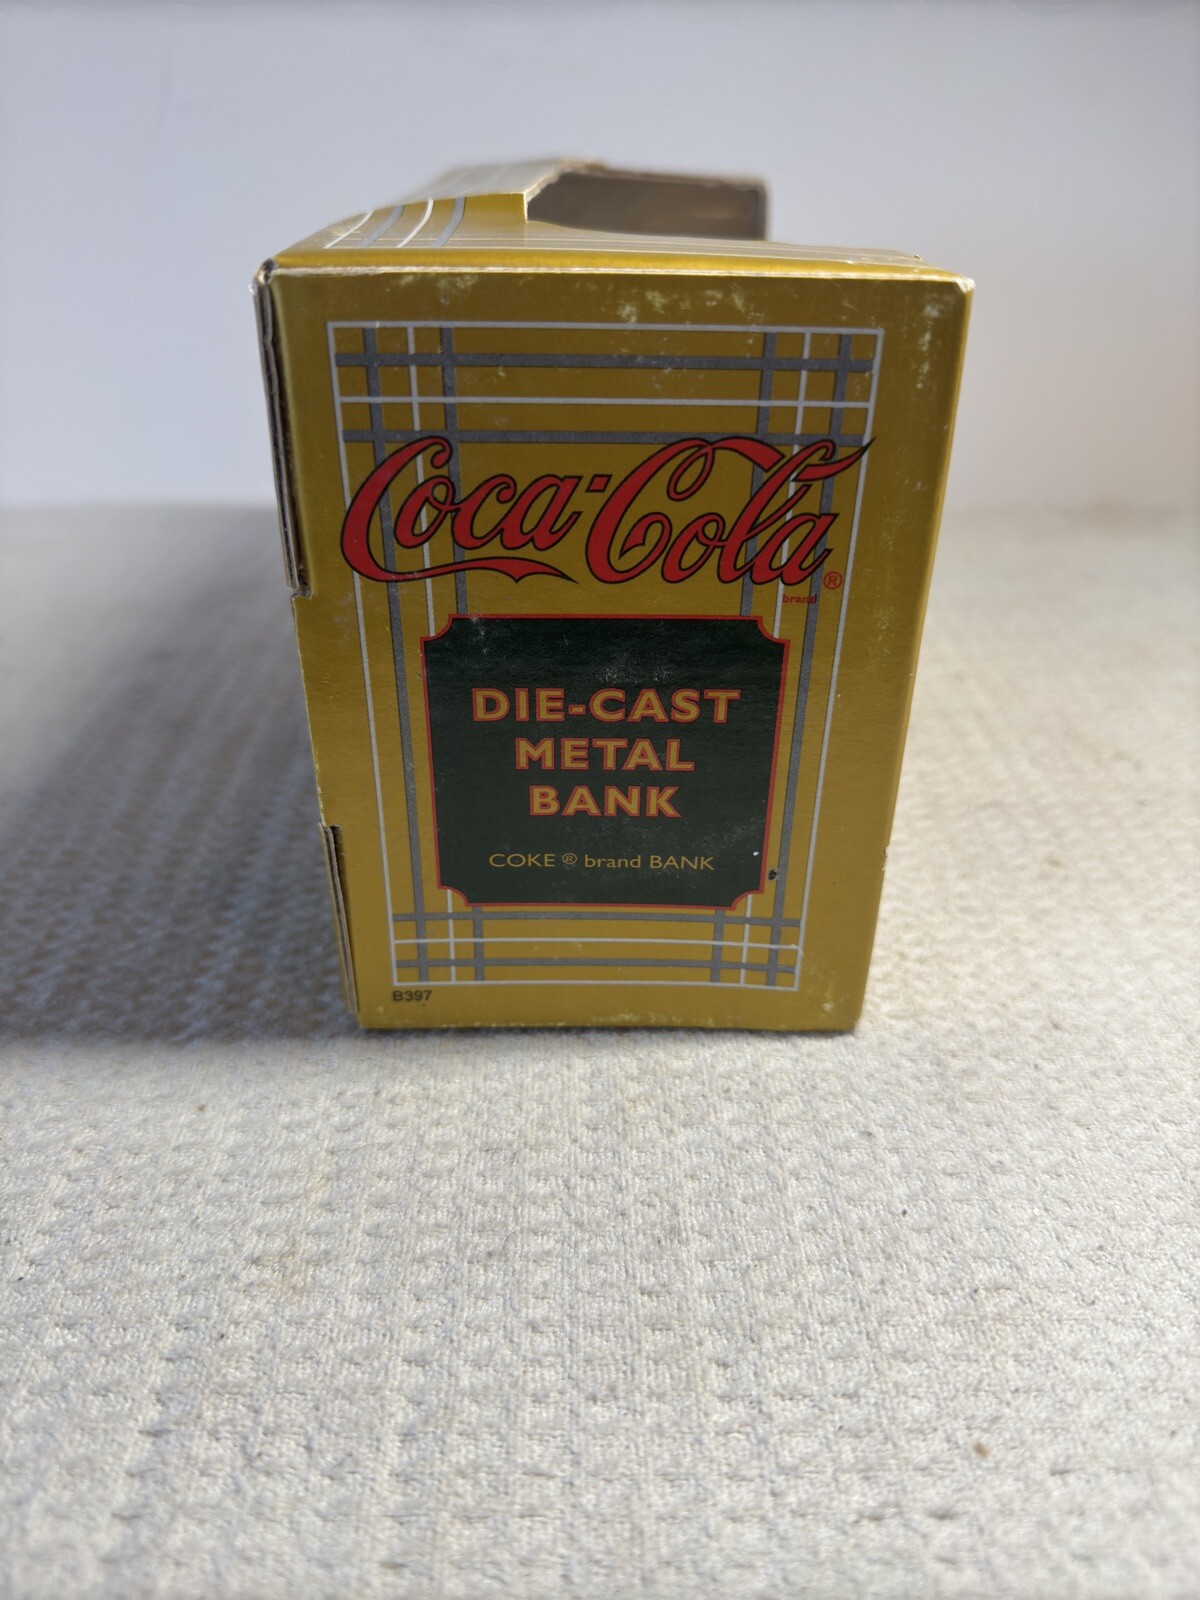 Coca-Cola®
brand
DIE-CAST
METAL
BANK
COKE ® brand BANK
B397